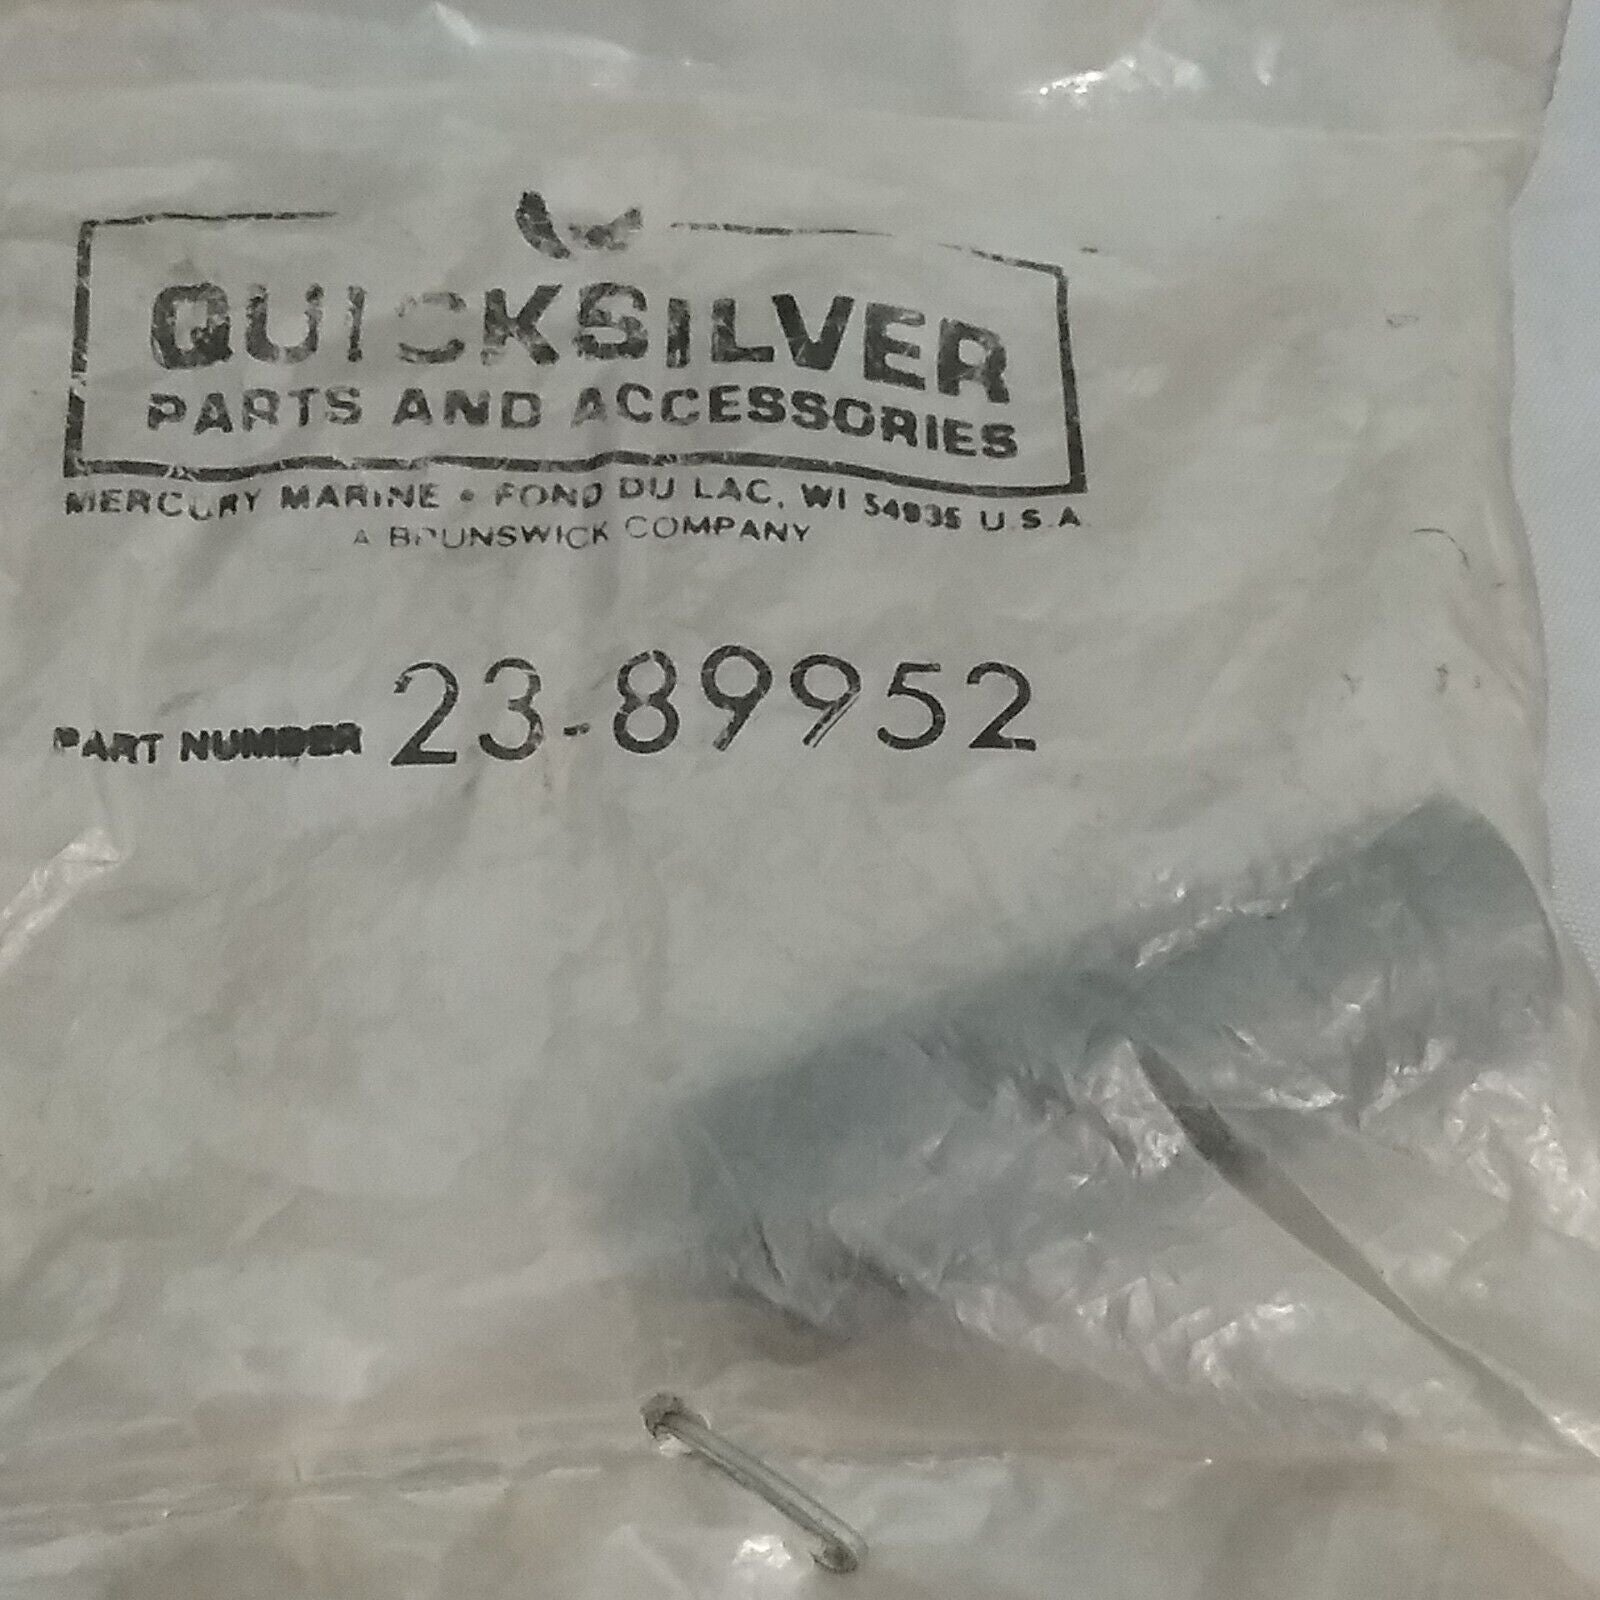 QUICKSILVER
PARTS AND ACCESSORIES
MERCURY MARINE • FOND DU LAC, WI 54935 U.S.A.
A BRUNSWICK COMPANY
PART NUMBER 23-89952